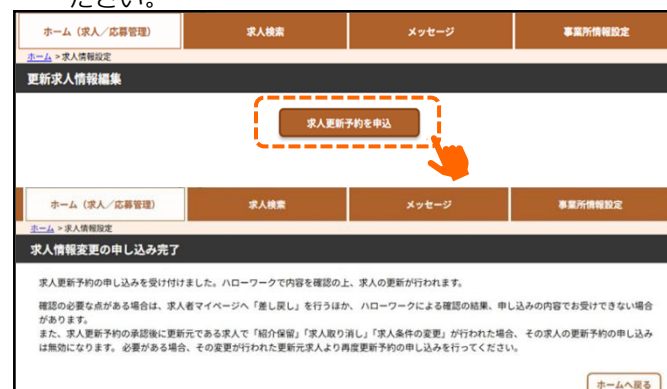 ださい。
ホーム（求人／応募管理） 求人検索 メッセージ 事業所情報設定
ホーム > 求人情報設定
更新求人情報編集
求人更新予約を申込
ホーム（求人／応募管理） 求人検索 メッセージ 事業所情報設定
ホーム > 求人情報設定
求人情報変更の申し込み完了
求人更新予約の申し込みを受け付けました。ハローワークで内容を確認の上、求人の更新が行われます。
確認の必要な点がある場合は、求人者マイページへ「差し戻し」を行うほか、 ハローワークによる確認の結果、申し込みの内容でお受けできない場合
があります。
また、求人更新予約の承認後に更新元である求人で「紹介保留」「求人取り消し」「求人条件の変更」が行われた場合、 その求人の更新予約の申し込み
は無効になります。 必要がある場合、その変更が行われた更新元求人より再度更新予約の申し込みを行ってください。
ホームへ戻る